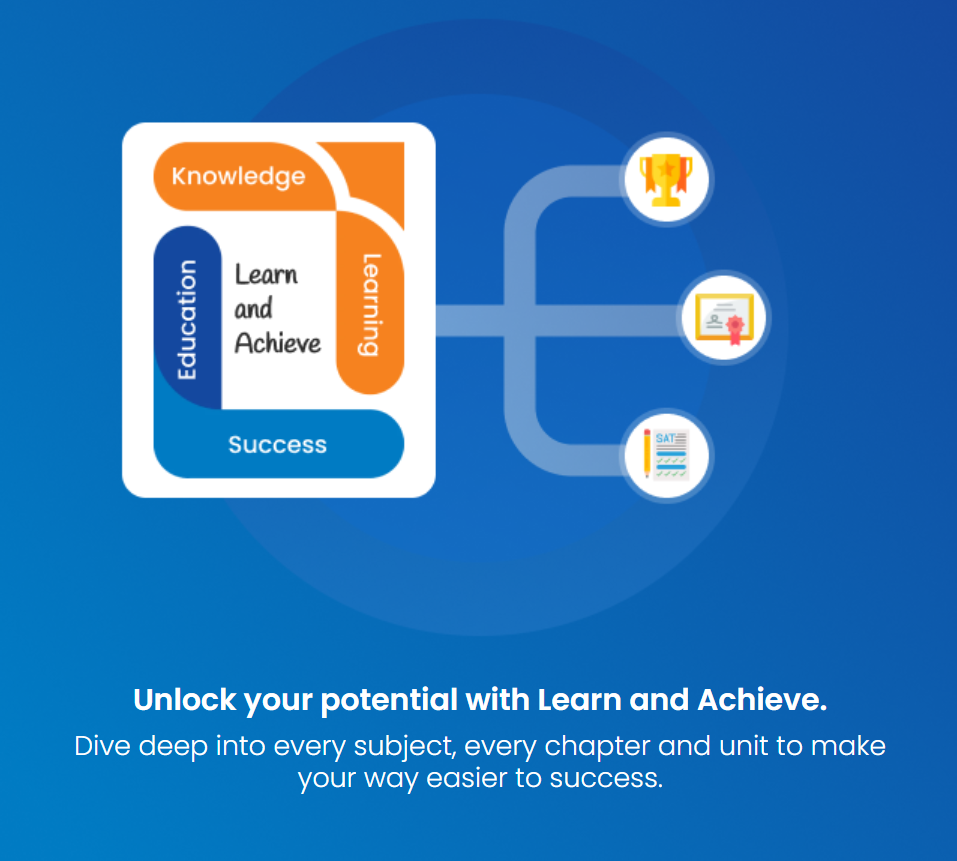 Knowledge
Learning
Education
Learn
and
Achieve
Success
SAT
Unlock your potential with Learn and Achieve.
Dive deep into every subject, every chapter and unit to make
your way easier to success.